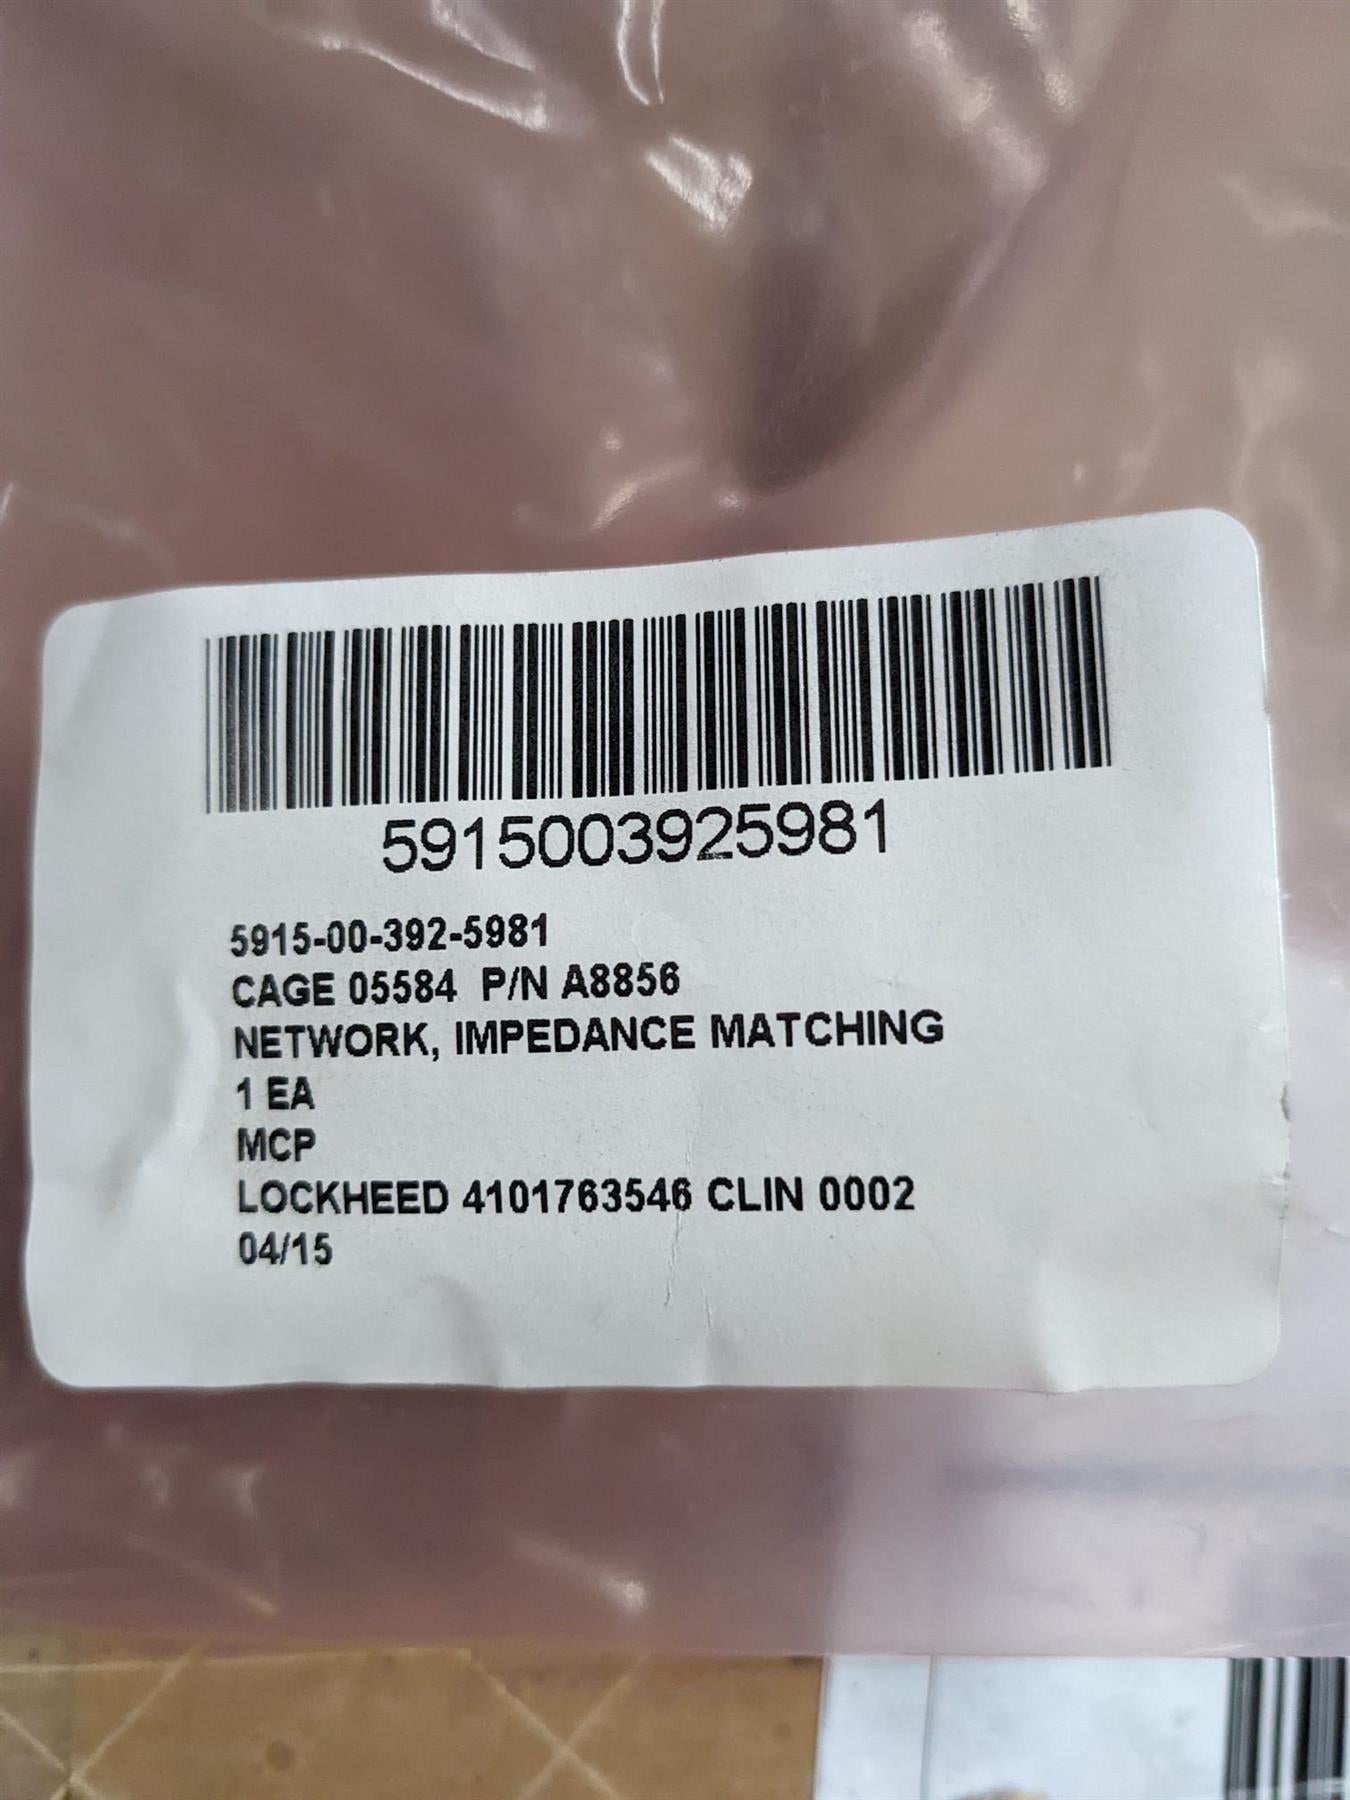 5915003925981
5915-00-392-5981
CAGE 05584 P/N A8856
NETWORK, IMPEDANCE MATCHING
1 EA
MCP
LOCKHEED 4101763546 CLIN 0002
04/15